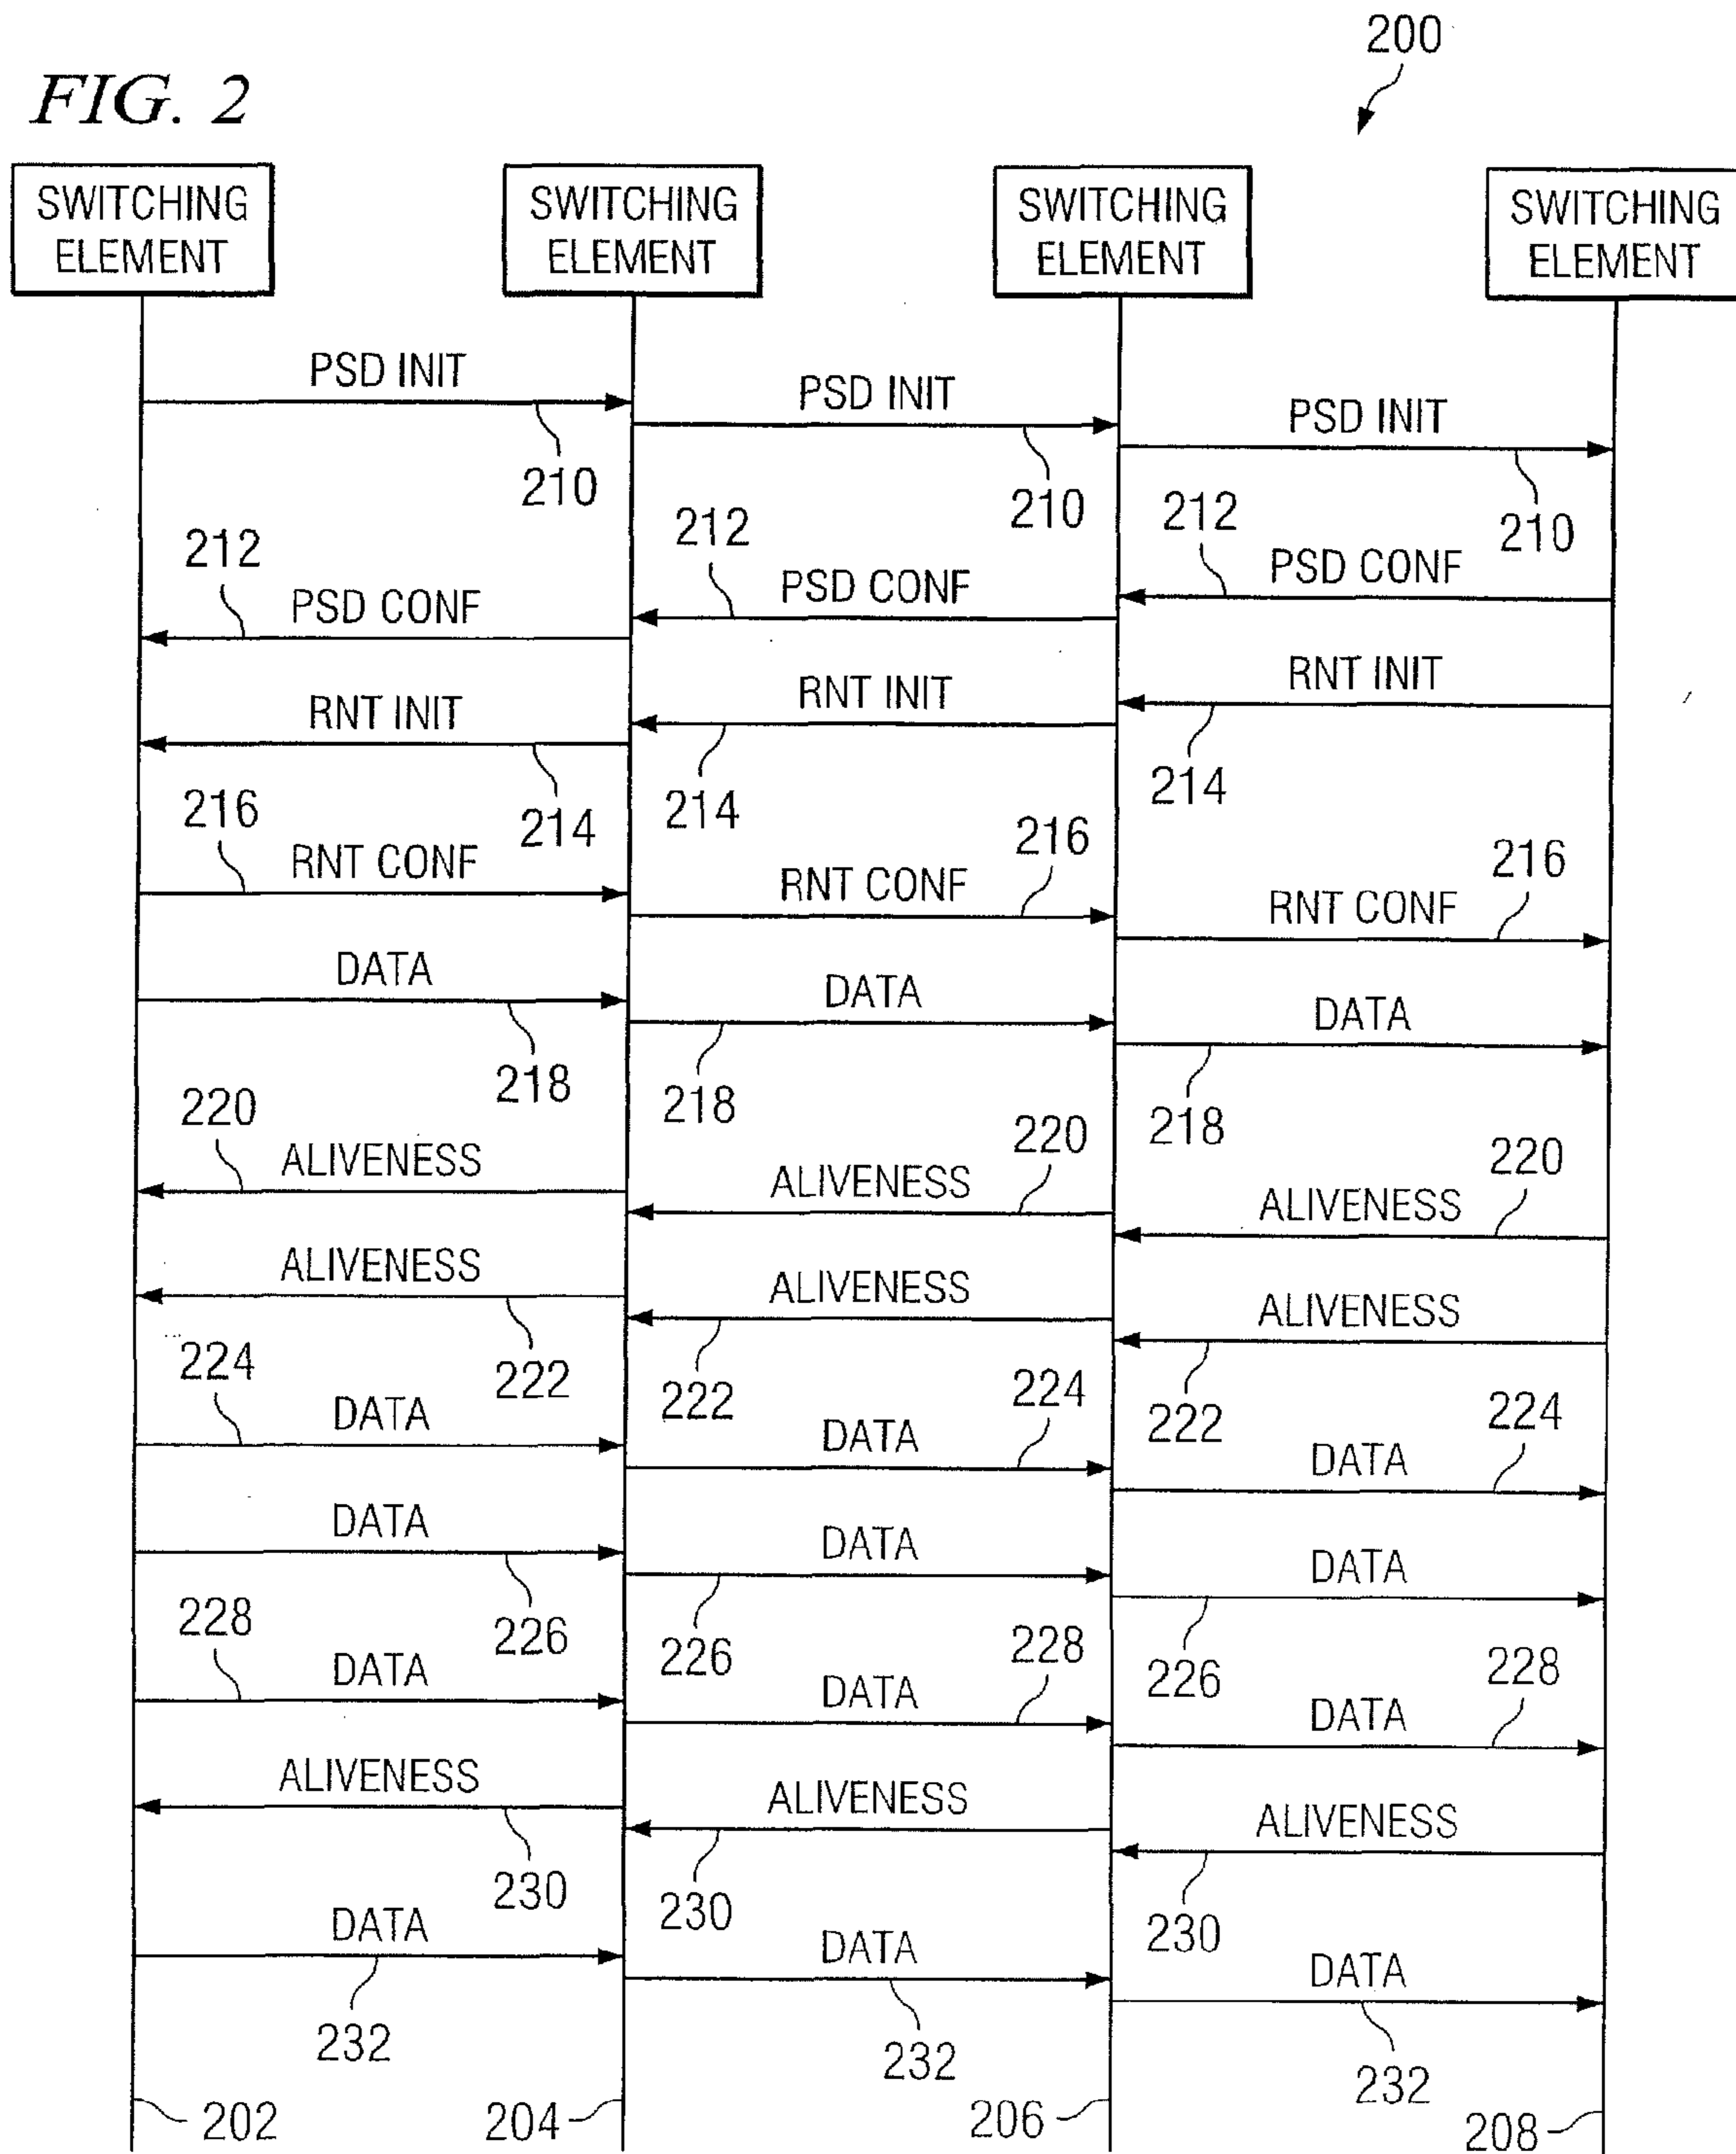 200
FIG. 2
SWITCHING ELEMENT
SWITCHING ELEMENT
SWITCHING ELEMENT
SWITCHING ELEMENT
PSD INIT
PSD INIT
PSD INIT
210
210
210
212
212
212
PSD CONF
PSD CONF
PSD CONF
RNT INIT
RNT INIT
RNT INIT
214
214
214
216
216
216
RNT CONF
RNT CONF
RNT CONF
DATA
DATA
DATA
218
218
218
220
220
220
ALIVENESS
ALIVENESS
ALIVENESS
ALIVENESS
ALIVENESS
ALIVENESS
222
222
222
224
224
224
DATA
DATA
DATA
DATA
DATA
DATA
226
226
226
228
228
228
DATA
DATA
DATA
ALIVENESS
ALIVENESS
ALIVENESS
230
230
230
DATA
DATA
DATA
232
232
232
202
204
206
208